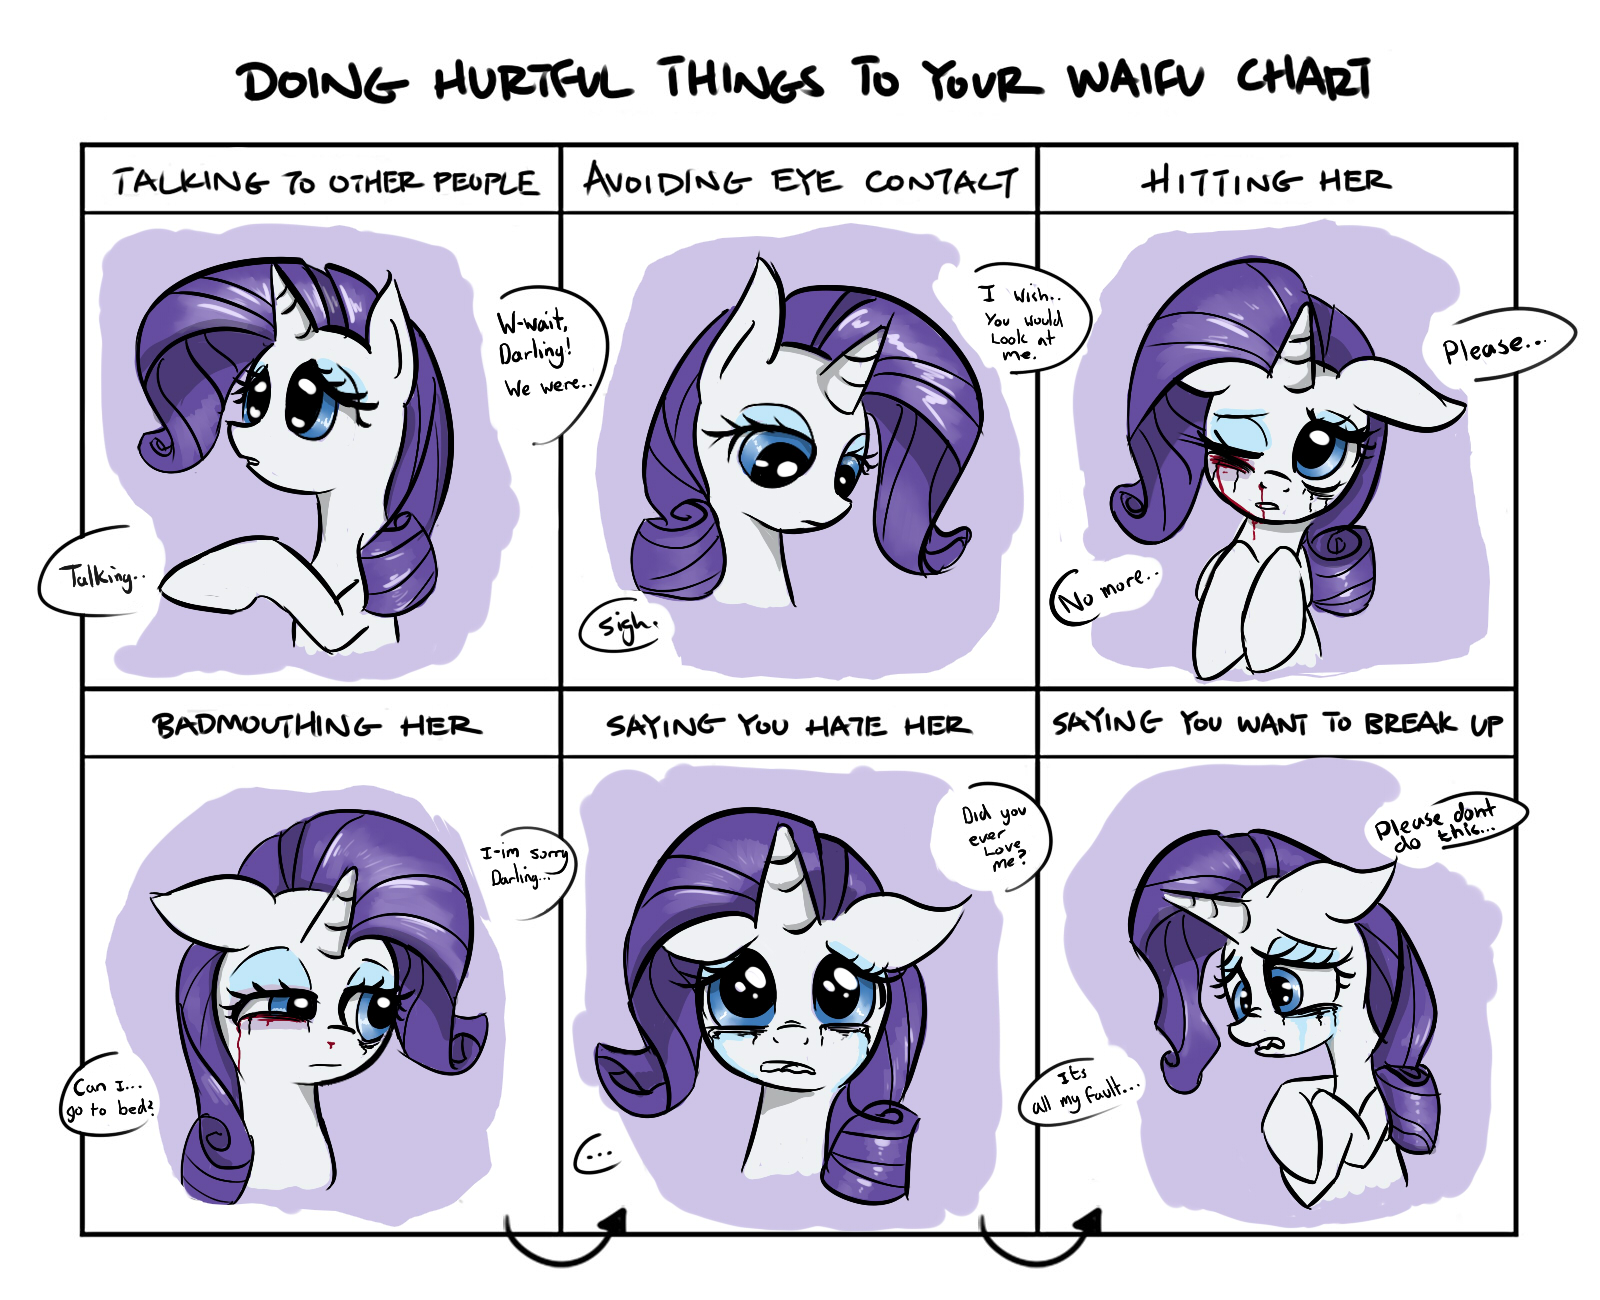 DOING HURTFUL THINGS TO YOUR WAIFU CHART
TALKING TO OTHER PEOPLE
W-wait,
Darling!
We were..
Talking..
AVOIDING EYE CONTACT
I wish..
You would
Look at
me.
sigh.
HITTING HER
Please...
No more..
BADMOUTHING HER
I-im sorry
Darling...
Can I...
go to bed?
SAYING YOU HATE HER
Did you
ever
Love
me?
...
SAYING YOU WANT TO BREAK UP
Please dont
do this...
Its
all my fault...